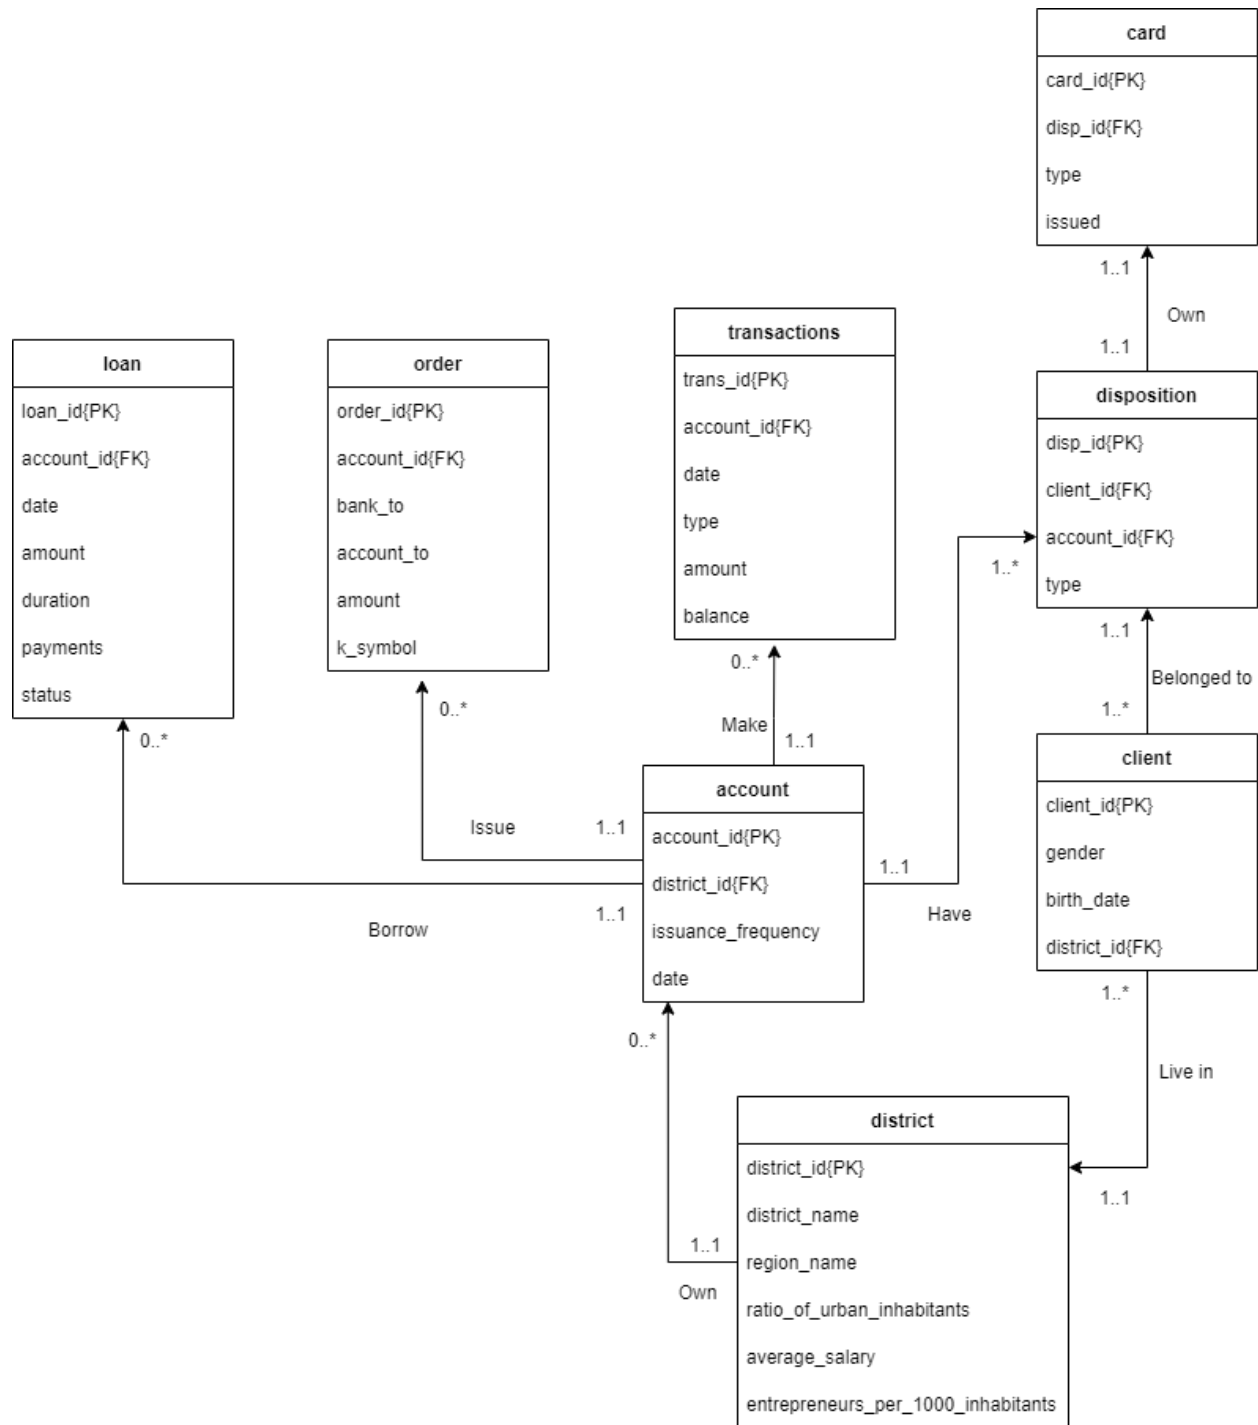 card
card_id{PK}
disp_id{FK}
type
issued
1..1
Own
1..1
loan
loan_id{PK}
account_id{FK}
date
amount
duration
payments
status
0..*
order
order_id{PK}
account_id{FK}
bank_to
account_to
amount
k_symbol
0..*
transactions
trans_id{PK}
account_id{FK}
date
type
amount
balance
0..*
Make
1..1
disposition
disp_id{PK}
client_id{FK}
account_id{FK}
type
1..*
1..1
Belonged to
1..*
account
account_id{PK}
district_id{FK}
issuance_frequency
date
Issue
1..1
1..1
Borrow
1..1
Have
0..*
client
client_id{PK}
gender
birth_date
district_id{FK}
1..*
Live in
1..1
district
district_id{PK}
district_name
region_name
ratio_of_urban_inhabitants
average_salary
entrepreneurs_per_1000_inhabitants
1..1
Own